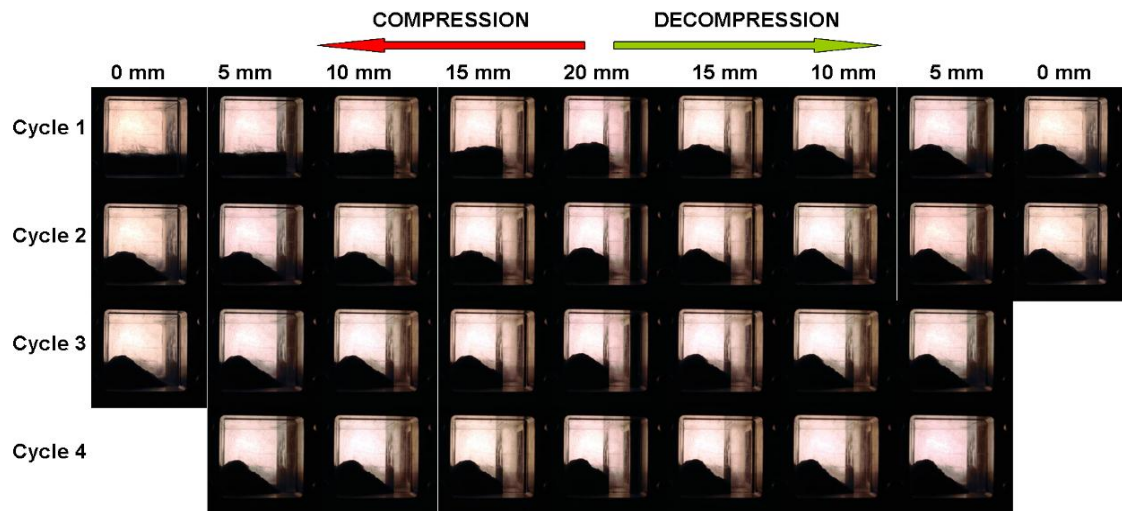 COMPRESSION DECOMPRESSION
0 mm 5 mm 10 mm 15 mm 20 mm 15 mm 10 mm 5 mm 0 mm
Cycle 1
Cycle 2
Cycle 3
Cycle 4